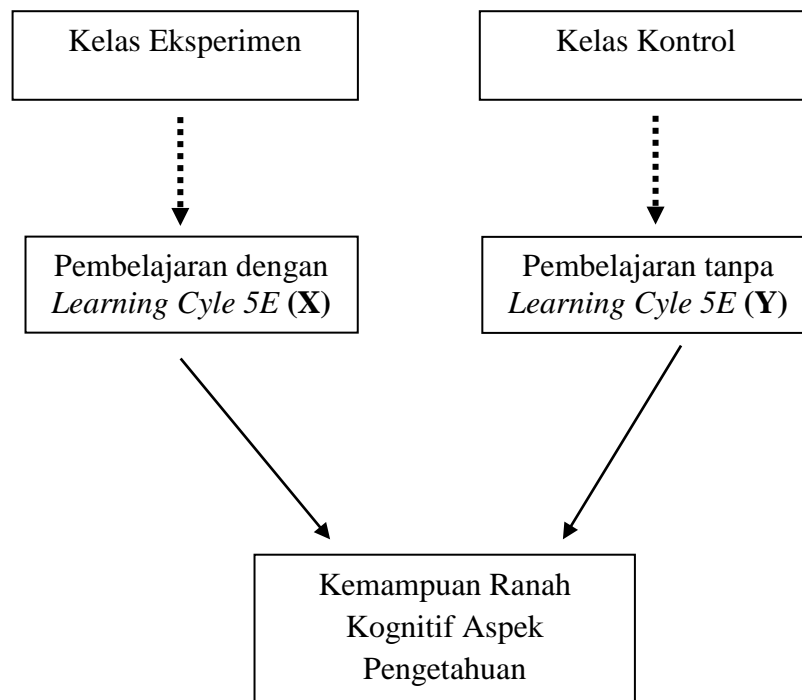 Kelas Eksperimen
Kelas Kontrol
Pembelajaran dengan
Learning Cyle 5E (X)
Pembelajaran tanpa
Learning Cyle 5E (Y)
Kemampuan Ranah
Kognitif Aspek
Pengetahuan